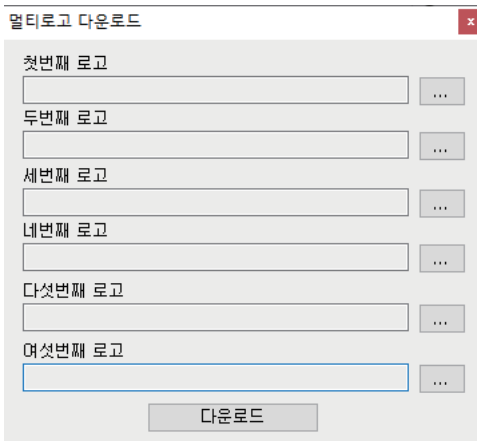 멀티로고 다운로드
x
첫번째 로고
...
두번째 로고
...
세번째 로고
...
네번째 로고
...
다섯번째 로고
...
여섯번째 로고
...
다운로드